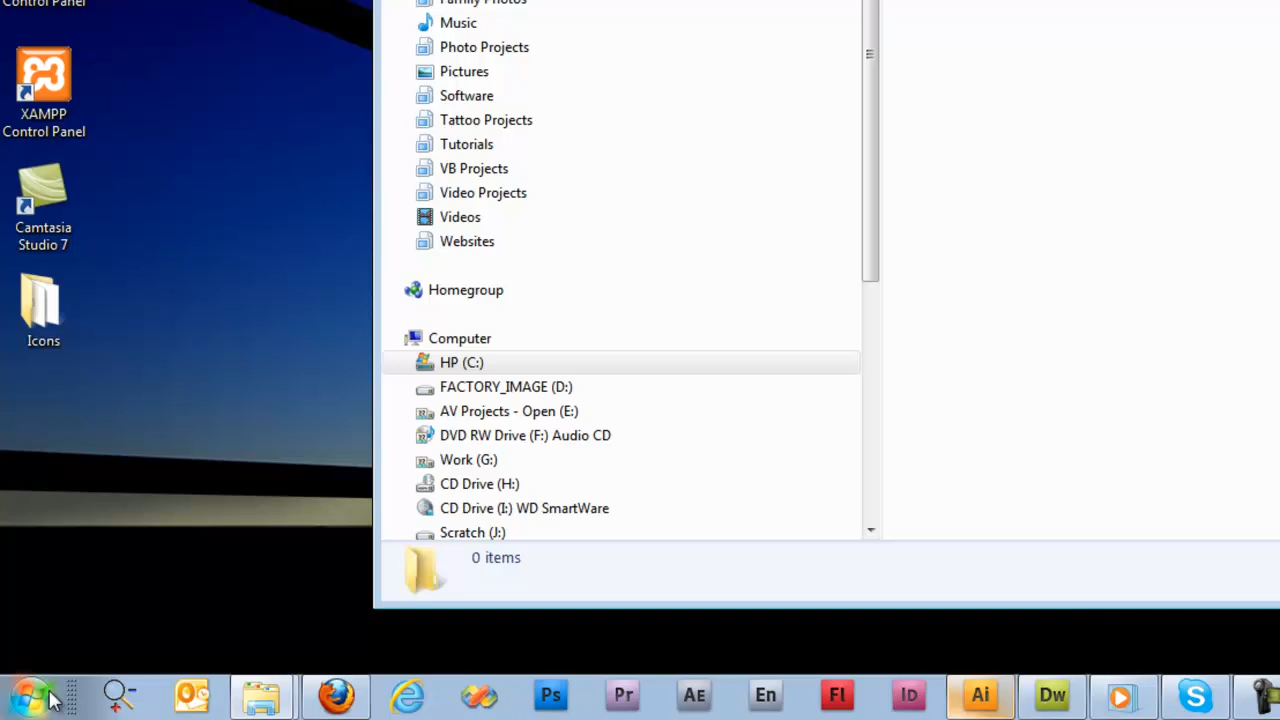 Control Panel
XAMPP
Control Panel
Camtasia
Studio 7
Icons
Family Photos
Music
Photo Projects
Pictures
Software
Tattoo Projects
Tutorials
VB Projects
Video Projects
Videos
Websites
Homegroup
Computer
HP (C:)
FACTORY_IMAGE (D:)
AV Projects - Open (E:)
DVD RW Drive (F:) Audio CD
Work (G:)
CD Drive (H:)
CD Drive (I:) WD SmartWare
Scratch (J:)
0 items
Ps
Pr
AE
En
Fl
Id
Ai
Dw